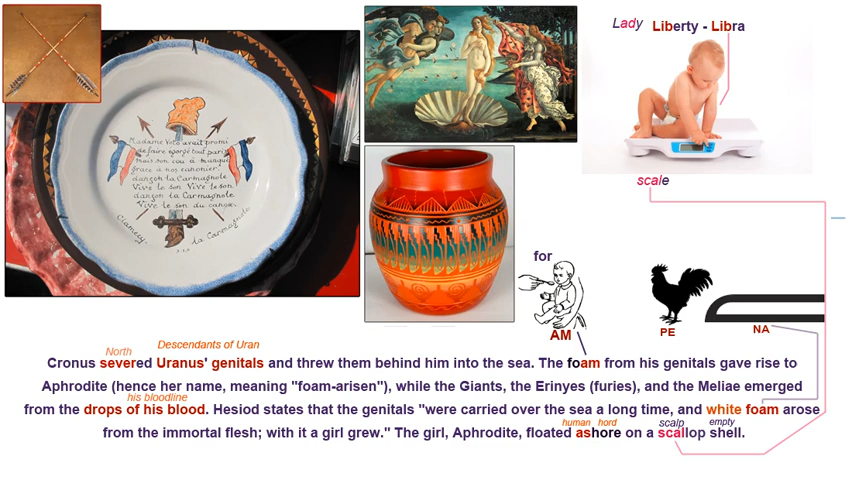 Lady Liberty - Libra
Madame Veto avait promi
de faire égorgé tout pari
mais son cou à manqué
grace a nos canonier.
dançon la Carmagnole
Vive le son Vive le son
dançon la Carmagnole
Vive le son du canon.
Clamecy.
la Carmagnole
scale
for
AM
PE
NA
North
Descendants of Uran
Cronus severed Uranus' genitals and threw them behind him into the sea. The foam from his genitals gave rise to
Aphrodite (hence her name, meaning "foam-arisen"), while the Giants, the Erinyes (furies), and the Meliae emerged
his bloodline
from the drops of his blood. Hesiod states that the genitals "were carried over the sea a long time, and white foam arose
human hord scalp empty
from the immortal flesh; with it a girl grew." The girl, Aphrodite, floated ashore on a scallop shell.